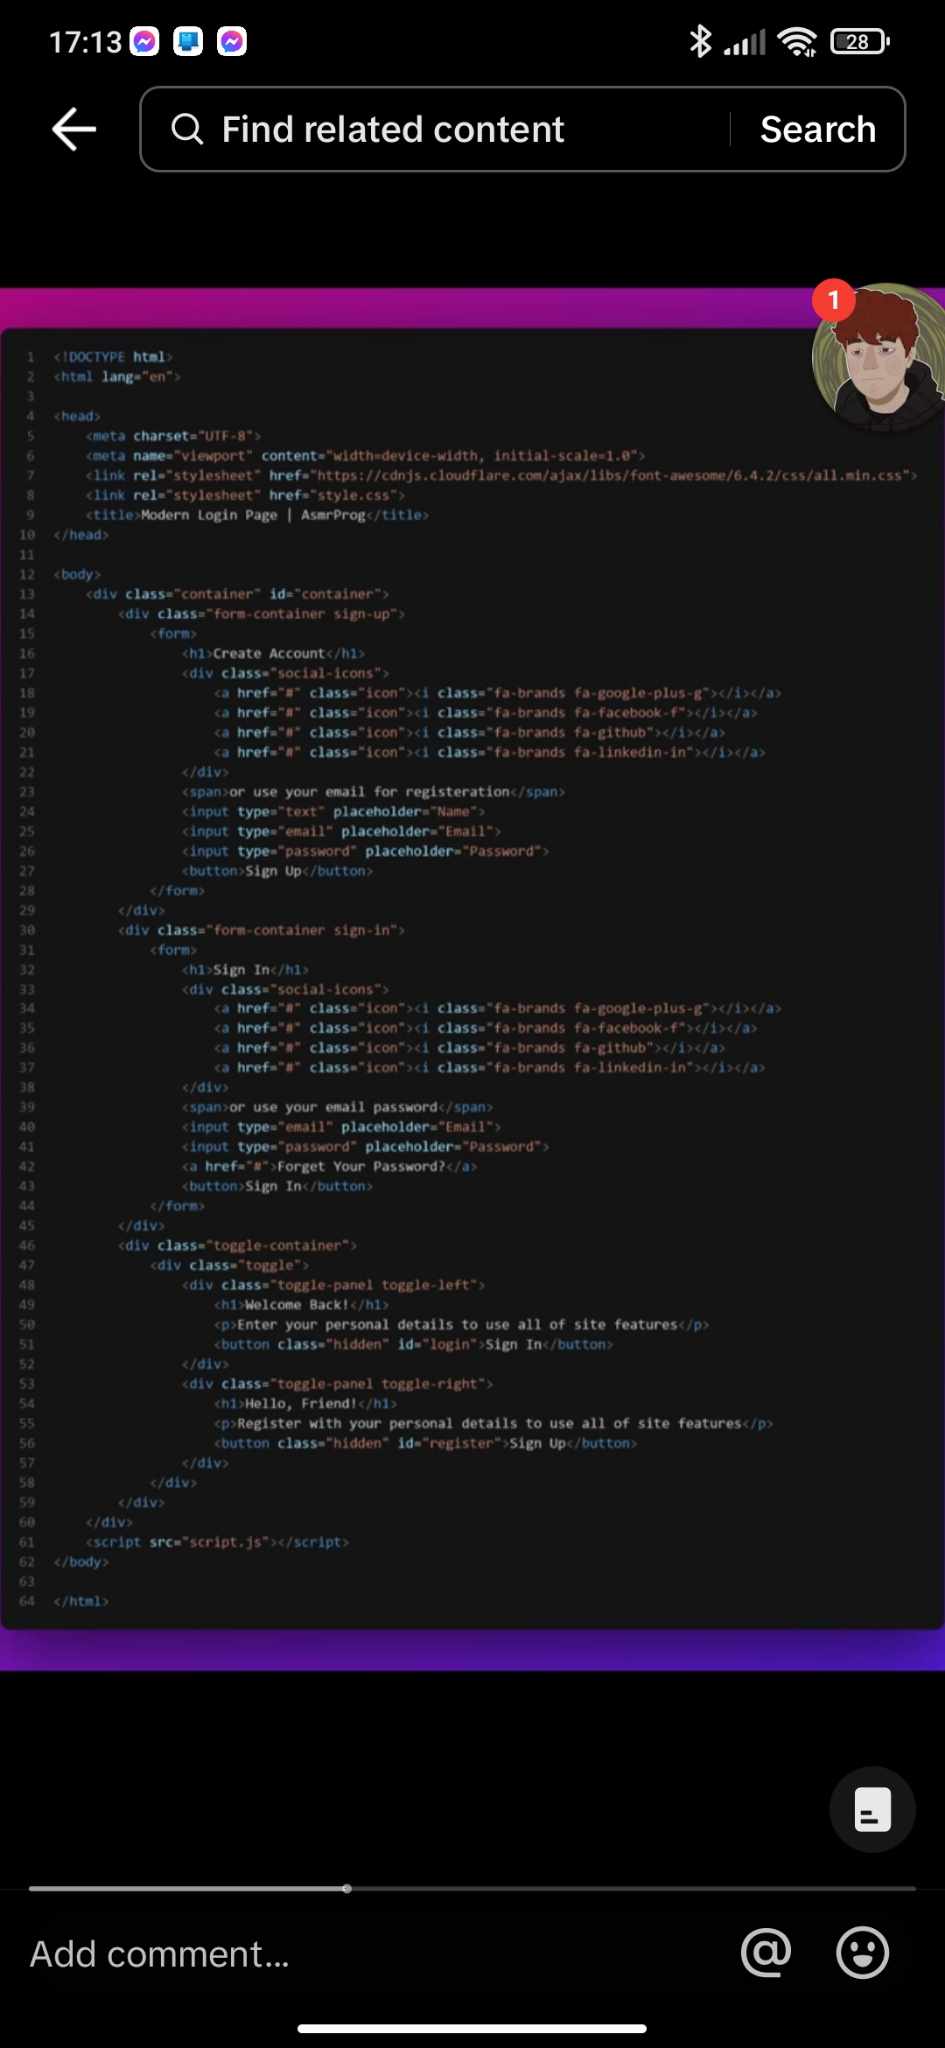 17:13
28
Find related content
Search
1
1 <!DOCTYPE html>
2 <html lang="en">
3
4 <head>
5 <meta charset="UTF-8">
6 <meta name="viewport" content="width=device-width, initial-scale=1.0">
7 <link rel="stylesheet" href="https://cdnjs.cloudflare.com/ajax/libs/font-awesome/6.4.2/css/all.min.css">
8 <link rel="stylesheet" href="style.css">
9 <title>Modern Login Page | AsmrProg</title>
10 </head>
11
12 <body>
13 <div class="container" id="container">
14 <div class="form-container sign-up">
15 <form>
16 <h1>Create Account</h1>
17 <div class="social-icons">
18 <a href="#" class="icon"><i class="fa-brands fa-google-plus-g"></i></a>
19 <a href="#" class="icon"><i class="fa-brands fa-facebook-f"></i></a>
20 <a href="#" class="icon"><i class="fa-brands fa-github"></i></a>
21 <a href="#" class="icon"><i class="fa-brands fa-linkedin-in"></i></a>
22 </div>
23 <span>or use your email for registeration</span>
24 <input type="text" placeholder="Name">
25 <input type="email" placeholder="Email">
26 <input type="password" placeholder="Password">
27 <button>Sign Up</button>
28 </form>
29 </div>
30 <div class="form-container sign-in">
31 <form>
32 <h1>Sign In</h1>
33 <div class="social-icons">
34 <a href="#" class="icon"><i class="fa-brands fa-google-plus-g"></i></a>
35 <a href="#" class="icon"><i class="fa-brands fa-facebook-f"></i></a>
36 <a href="#" class="icon"><i class="fa-brands fa-github"></i></a>
37 <a href="#" class="icon"><i class="fa-brands fa-linkedin-in"></i></a>
38 </div>
39 <span>or use your email password</span>
40 <input type="email" placeholder="Email">
41 <input type="password" placeholder="Password">
42 <a href="#">Forget Your Password?</a>
43 <button>Sign In</button>
44 </form>
45 </div>
46 <div class="toggle-container">
47 <div class="toggle">
48 <div class="toggle-panel toggle-left">
49 <h1>Welcome Back!</h1>
50 <p>Enter your personal details to use all of site features</p>
51 <button class="hidden" id="login">Sign In</button>
52 </div>
53 <div class="toggle-panel toggle-right">
54 <h1>Hello, Friend!</h1>
55 <p>Register with your personal details to use all of site features</p>
56 <button class="hidden" id="register">Sign Up</button>
57 </div>
58 </div>
59 </div>
60 </div>
61 <script src="script.js"></script>
62 </body>
63
64 </html>
Add comment...
@